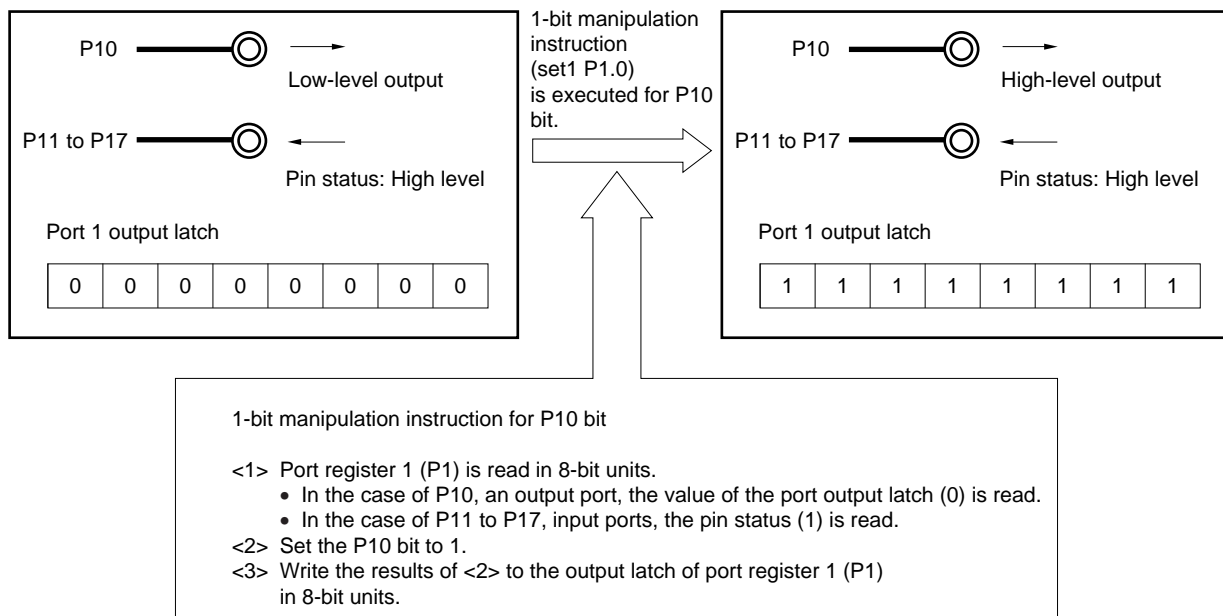 P10
Low-level output
P11 to P17
Pin status: High level
Port 1 output latch
0 0 0 0 0 0 0 0
1-bit manipulation
instruction
(set1 P1.0)
is executed for P10
bit.
P10
High-level output
P11 to P17
Pin status: High level
Port 1 output latch
1 1 1 1 1 1 1 1
1-bit manipulation instruction for P10 bit
<1> Port register 1 (P1) is read in 8-bit units.
• In the case of P10, an output port, the value of the port output latch (0) is read.
• In the case of P11 to P17, input ports, the pin status (1) is read.
<2> Set the P10 bit to 1.
<3> Write the results of <2> to the output latch of port register 1 (P1)
in 8-bit units.